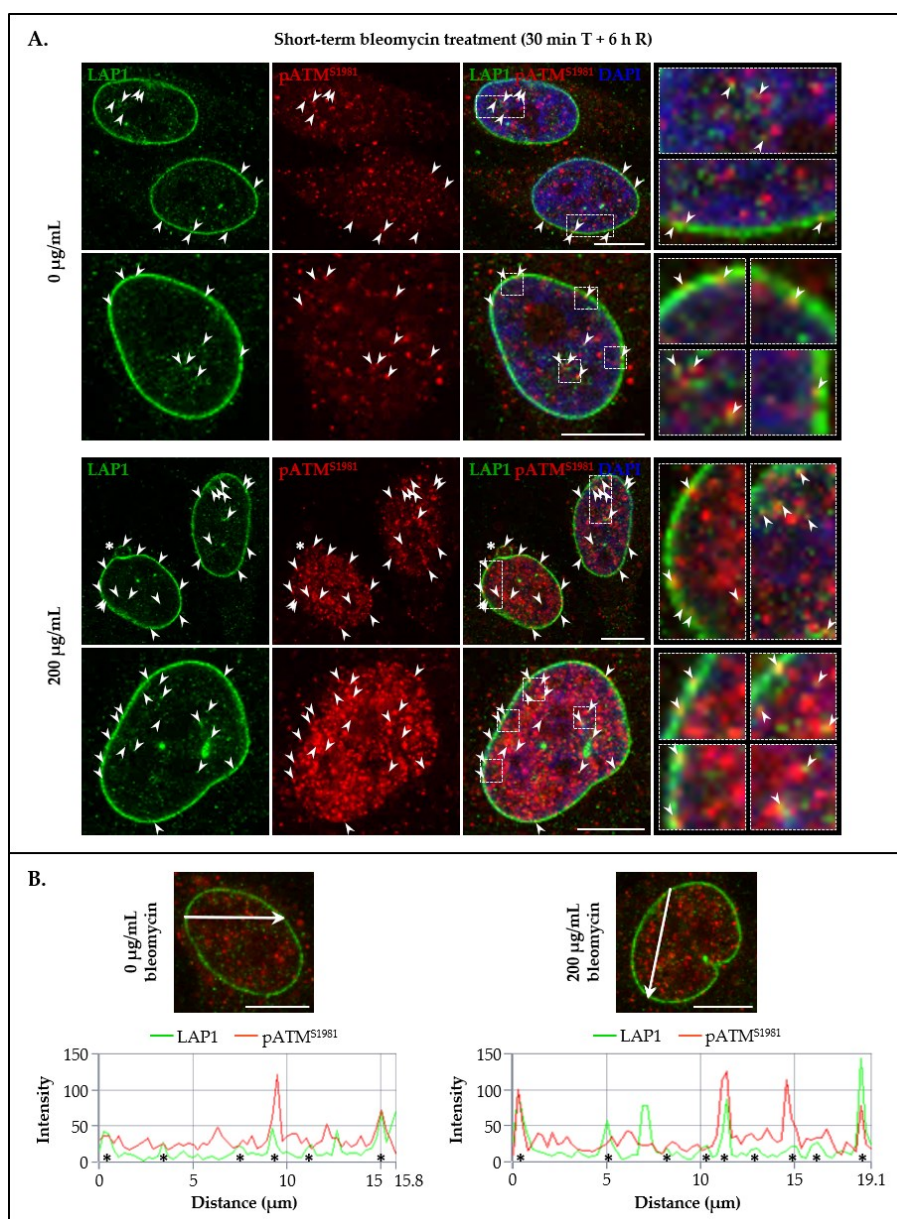 A.
Short-term bleomycin treatment (30 min T + 6 h R)
LAP1 pATMS1981 LAP1 pATMS1981 DAPI
0 µg/mL
LAP1 pATMS1981 LAP1 pATMS1981 DAPI
*
*
*
200 µg/mL
B.
0 µg/mL
bleomycin
200 µg/mL
bleomycin
LAP1 pATMS1981
150
100
50
0
Intensity
* * * * * *
0 5 10 15 15.8
Distance (µm)
LAP1 pATMS1981
150
100
50
0
Intensity
* * * * * * * * *
0 5 10 15 19.1
Distance (µm)